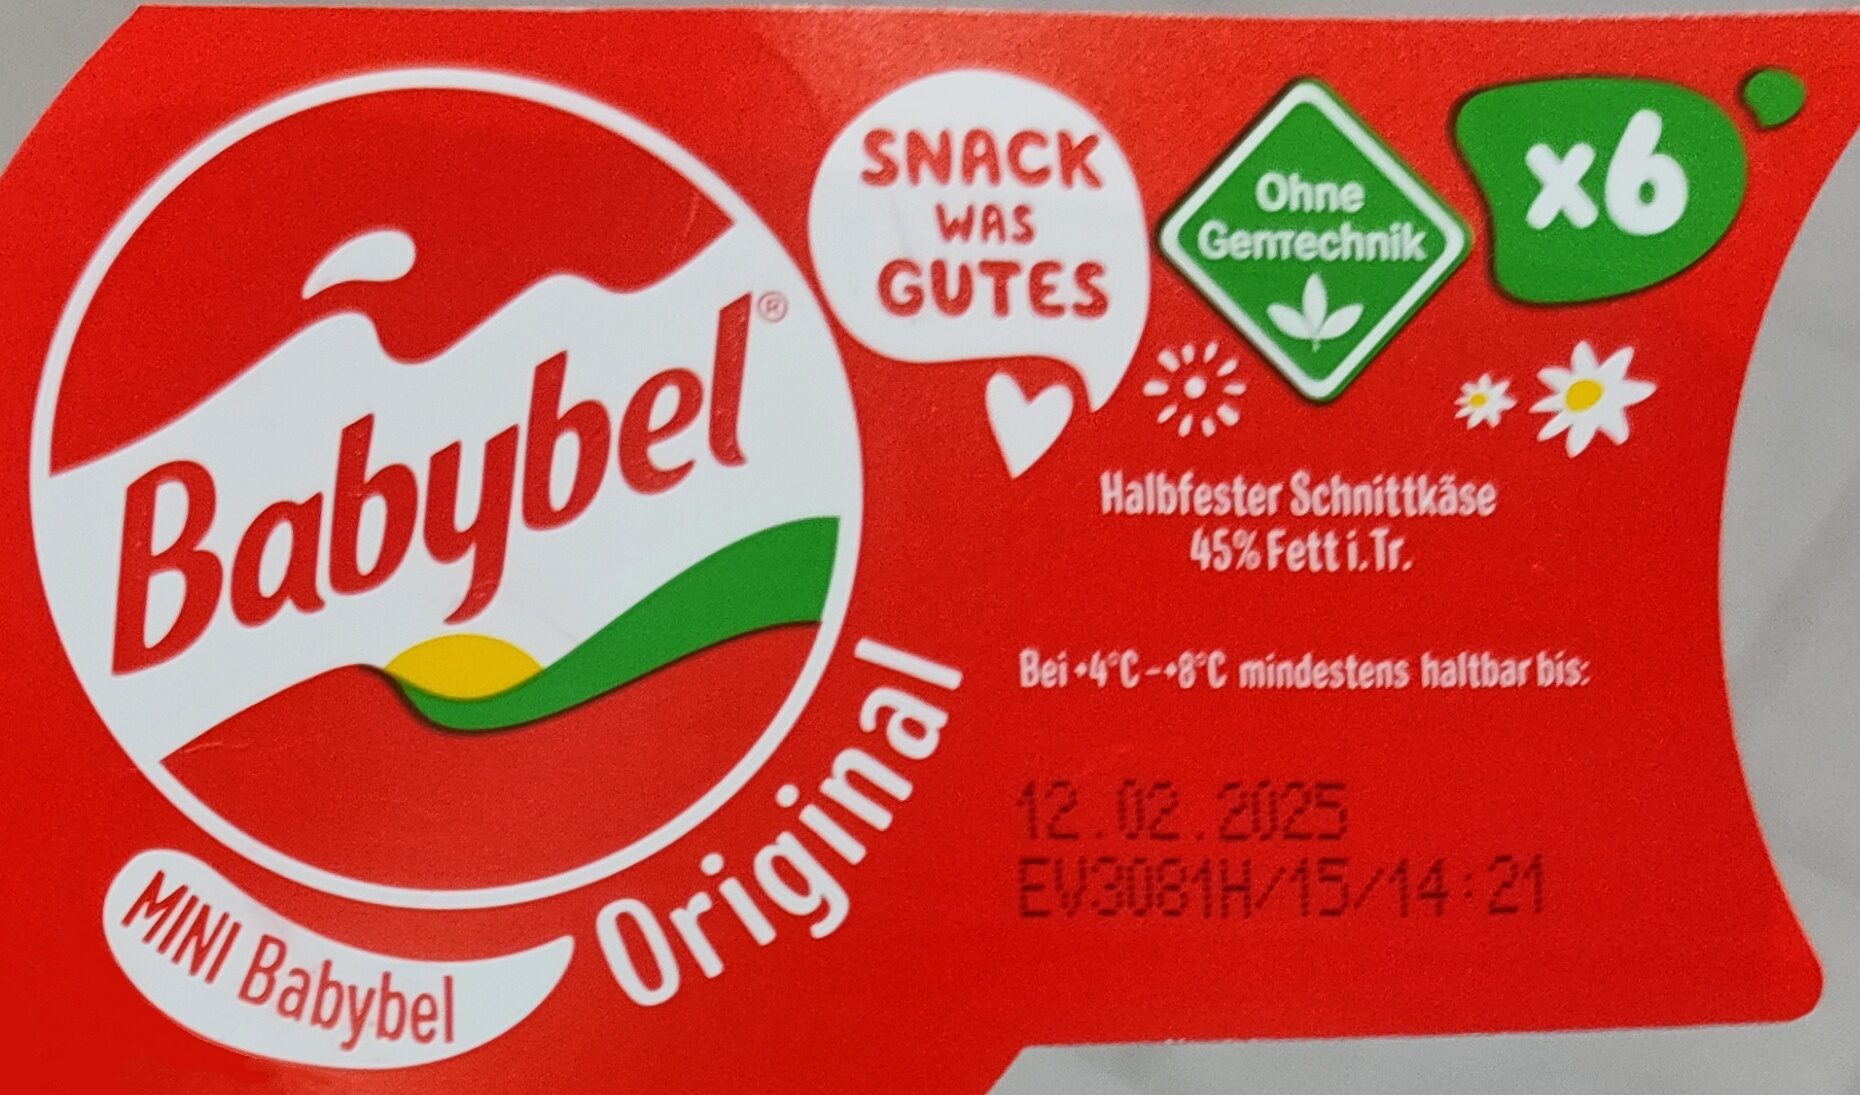 Babybel®
MINI Babybel
Original
SNACK
WAS
GUTES
Ohne
Gentechnik
x6
Halbfester Schnittkäse
45% Fett i.Tr.
Bei +4°C-+8°C mindestens haltbar bis:
12.02.2025
EV3081H/15/14:21